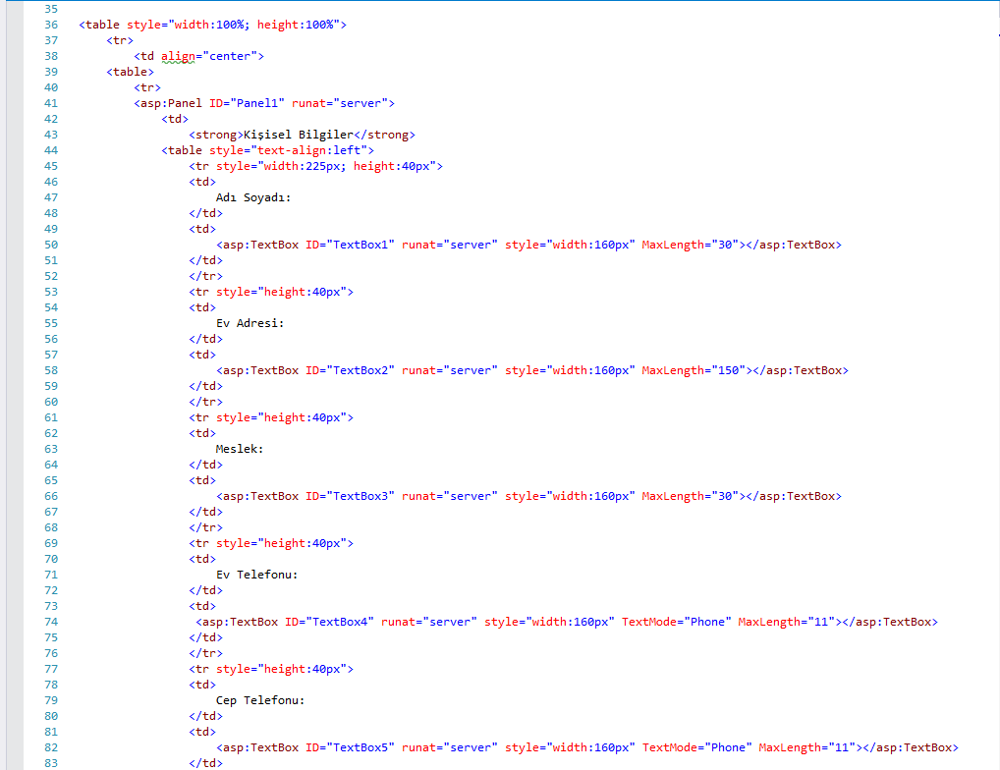 35
36 <table style="width:100%; height:100%">
37 <tr>
38 <td align="center">
39 <table>
40 <tr>
41 <asp:Panel ID="Panel1" runat="server">
42 <td>
43 <strong>Kişisel Bilgiler</strong>
44 <table style="text-align:left">
45 <tr style="width:225px; height:40px">
46 <td>
47 Adı Soyadı:
48 </td>
49 <td>
50 <asp:TextBox ID="TextBox1" runat="server" style="width:160px" MaxLength="30"></asp:TextBox>
51 </td>
52 </tr>
53 <tr style="height:40px">
54 <td>
55 Ev Adresi:
56 </td>
57 <td>
58 <asp:TextBox ID="TextBox2" runat="server" style="width:160px" MaxLength="150"></asp:TextBox>
59 </td>
60 </tr>
61 <tr style="height:40px">
62 <td>
63 Meslek:
64 </td>
65 <td>
66 <asp:TextBox ID="TextBox3" runat="server" style="width:160px" MaxLength="30"></asp:TextBox>
67 </td>
68 </tr>
69 <tr style="height:40px">
70 <td>
71 Ev Telefonu:
72 </td>
73 <td>
74 <asp:TextBox ID="TextBox4" runat="server" style="width:160px" TextMode="Phone" MaxLength="11"></asp:TextBox>
75 </td>
76 </tr>
77 <tr style="height:40px">
78 <td>
79 Cep Telefonu:
80 </td>
81 <td>
82 <asp:TextBox ID="TextBox5" runat="server" style="width:160px" TextMode="Phone" MaxLength="11"></asp:TextBox>
83 </td>